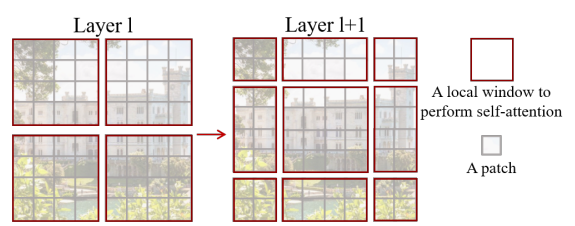 Layer l
Layer l+1
A local window to
perform self-attention
A patch